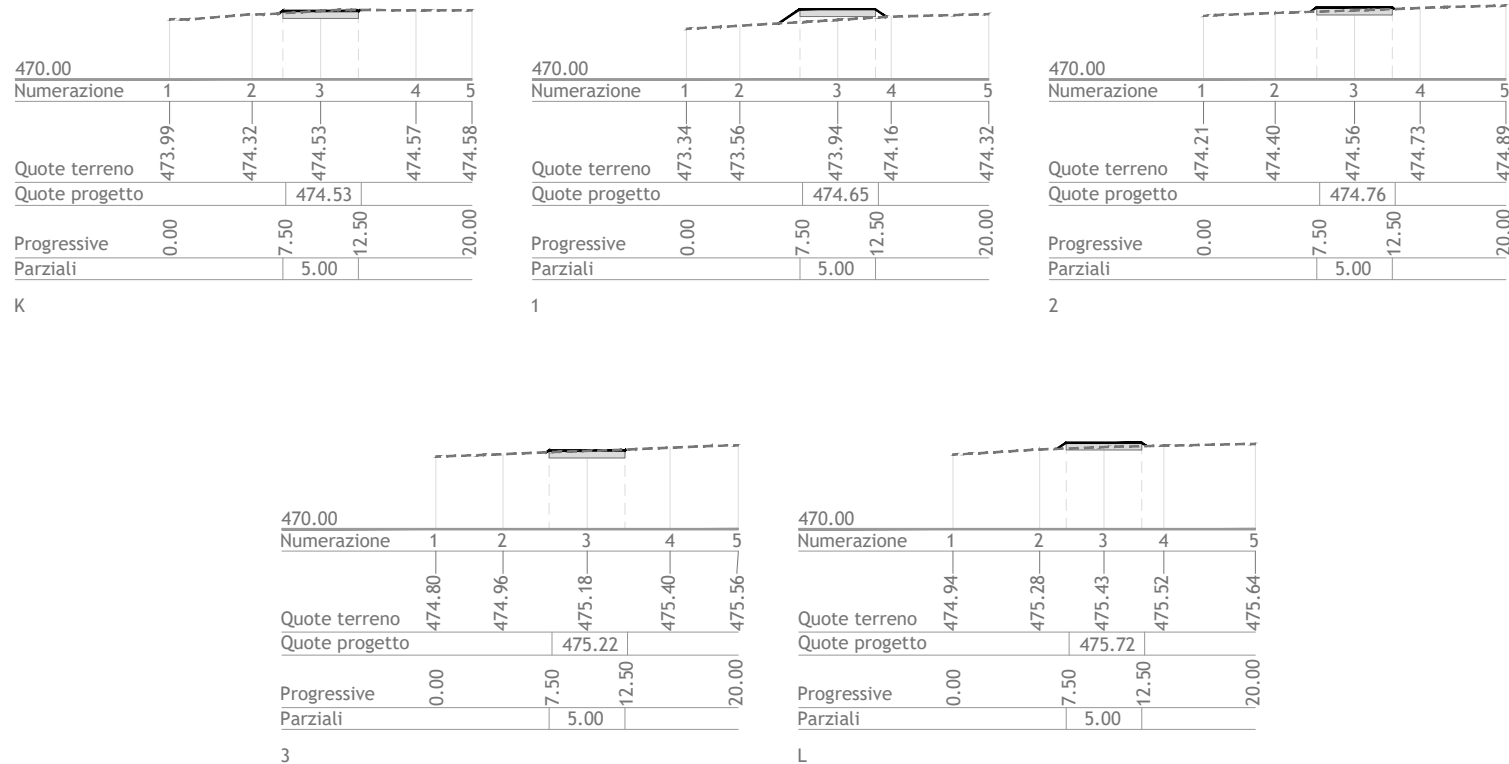 470.00
Numerazione 1 2 3 4 5
Quote terreno 473.99 474.32 474.53 474.57 474.58
Quote progetto 474.53
Progressive 0.00 7.50 12.50 20.00
Parziali 5.00
K
470.00
Numerazione 1 2 3 4 5
Quote terreno 473.34 473.56 473.94 474.16 474.32
Quote progetto 474.65
Progressive 0.00 7.50 12.50 20.00
Parziali 5.00
1
470.00
Numerazione 1 2 3 4 5
Quote terreno 474.21 474.40 474.56 474.73 474.89
Quote progetto 474.76
Progressive 0.00 7.50 12.50 20.00
Parziali 5.00
2
470.00
Numerazione 1 2 3 4 5
Quote terreno 474.80 474.96 475.18 475.40 475.56
Quote progetto 475.22
Progressive 0.00 7.50 12.50 20.00
Parziali 5.00
3
470.00
Numerazione 1 2 3 4 5
Quote terreno 474.94 475.28 475.43 475.52 475.64
Quote progetto 475.72
Progressive 0.00 7.50 12.50 20.00
Parziali 5.00
L